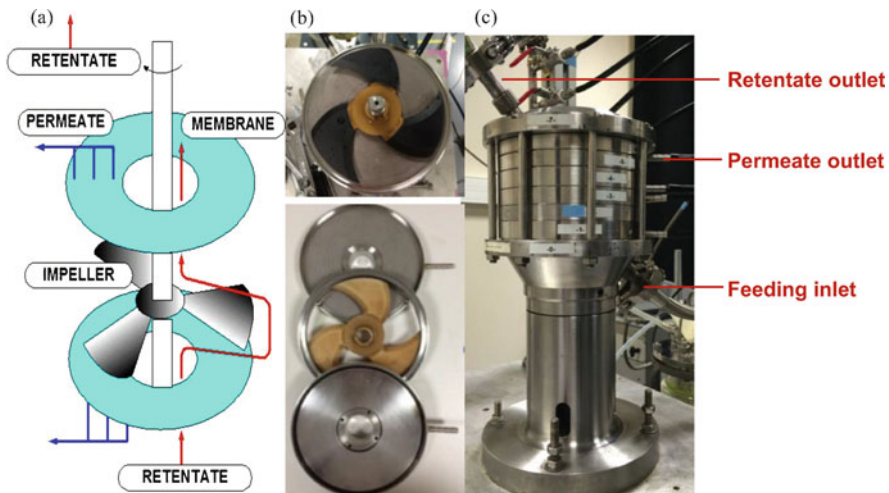 (a)
RETENTATE
PERMEATE
MEMBRANE
IMPELLER
RETENTATE
(b)
(c)
Retentate outlet
Permeate outlet
Feeding inlet